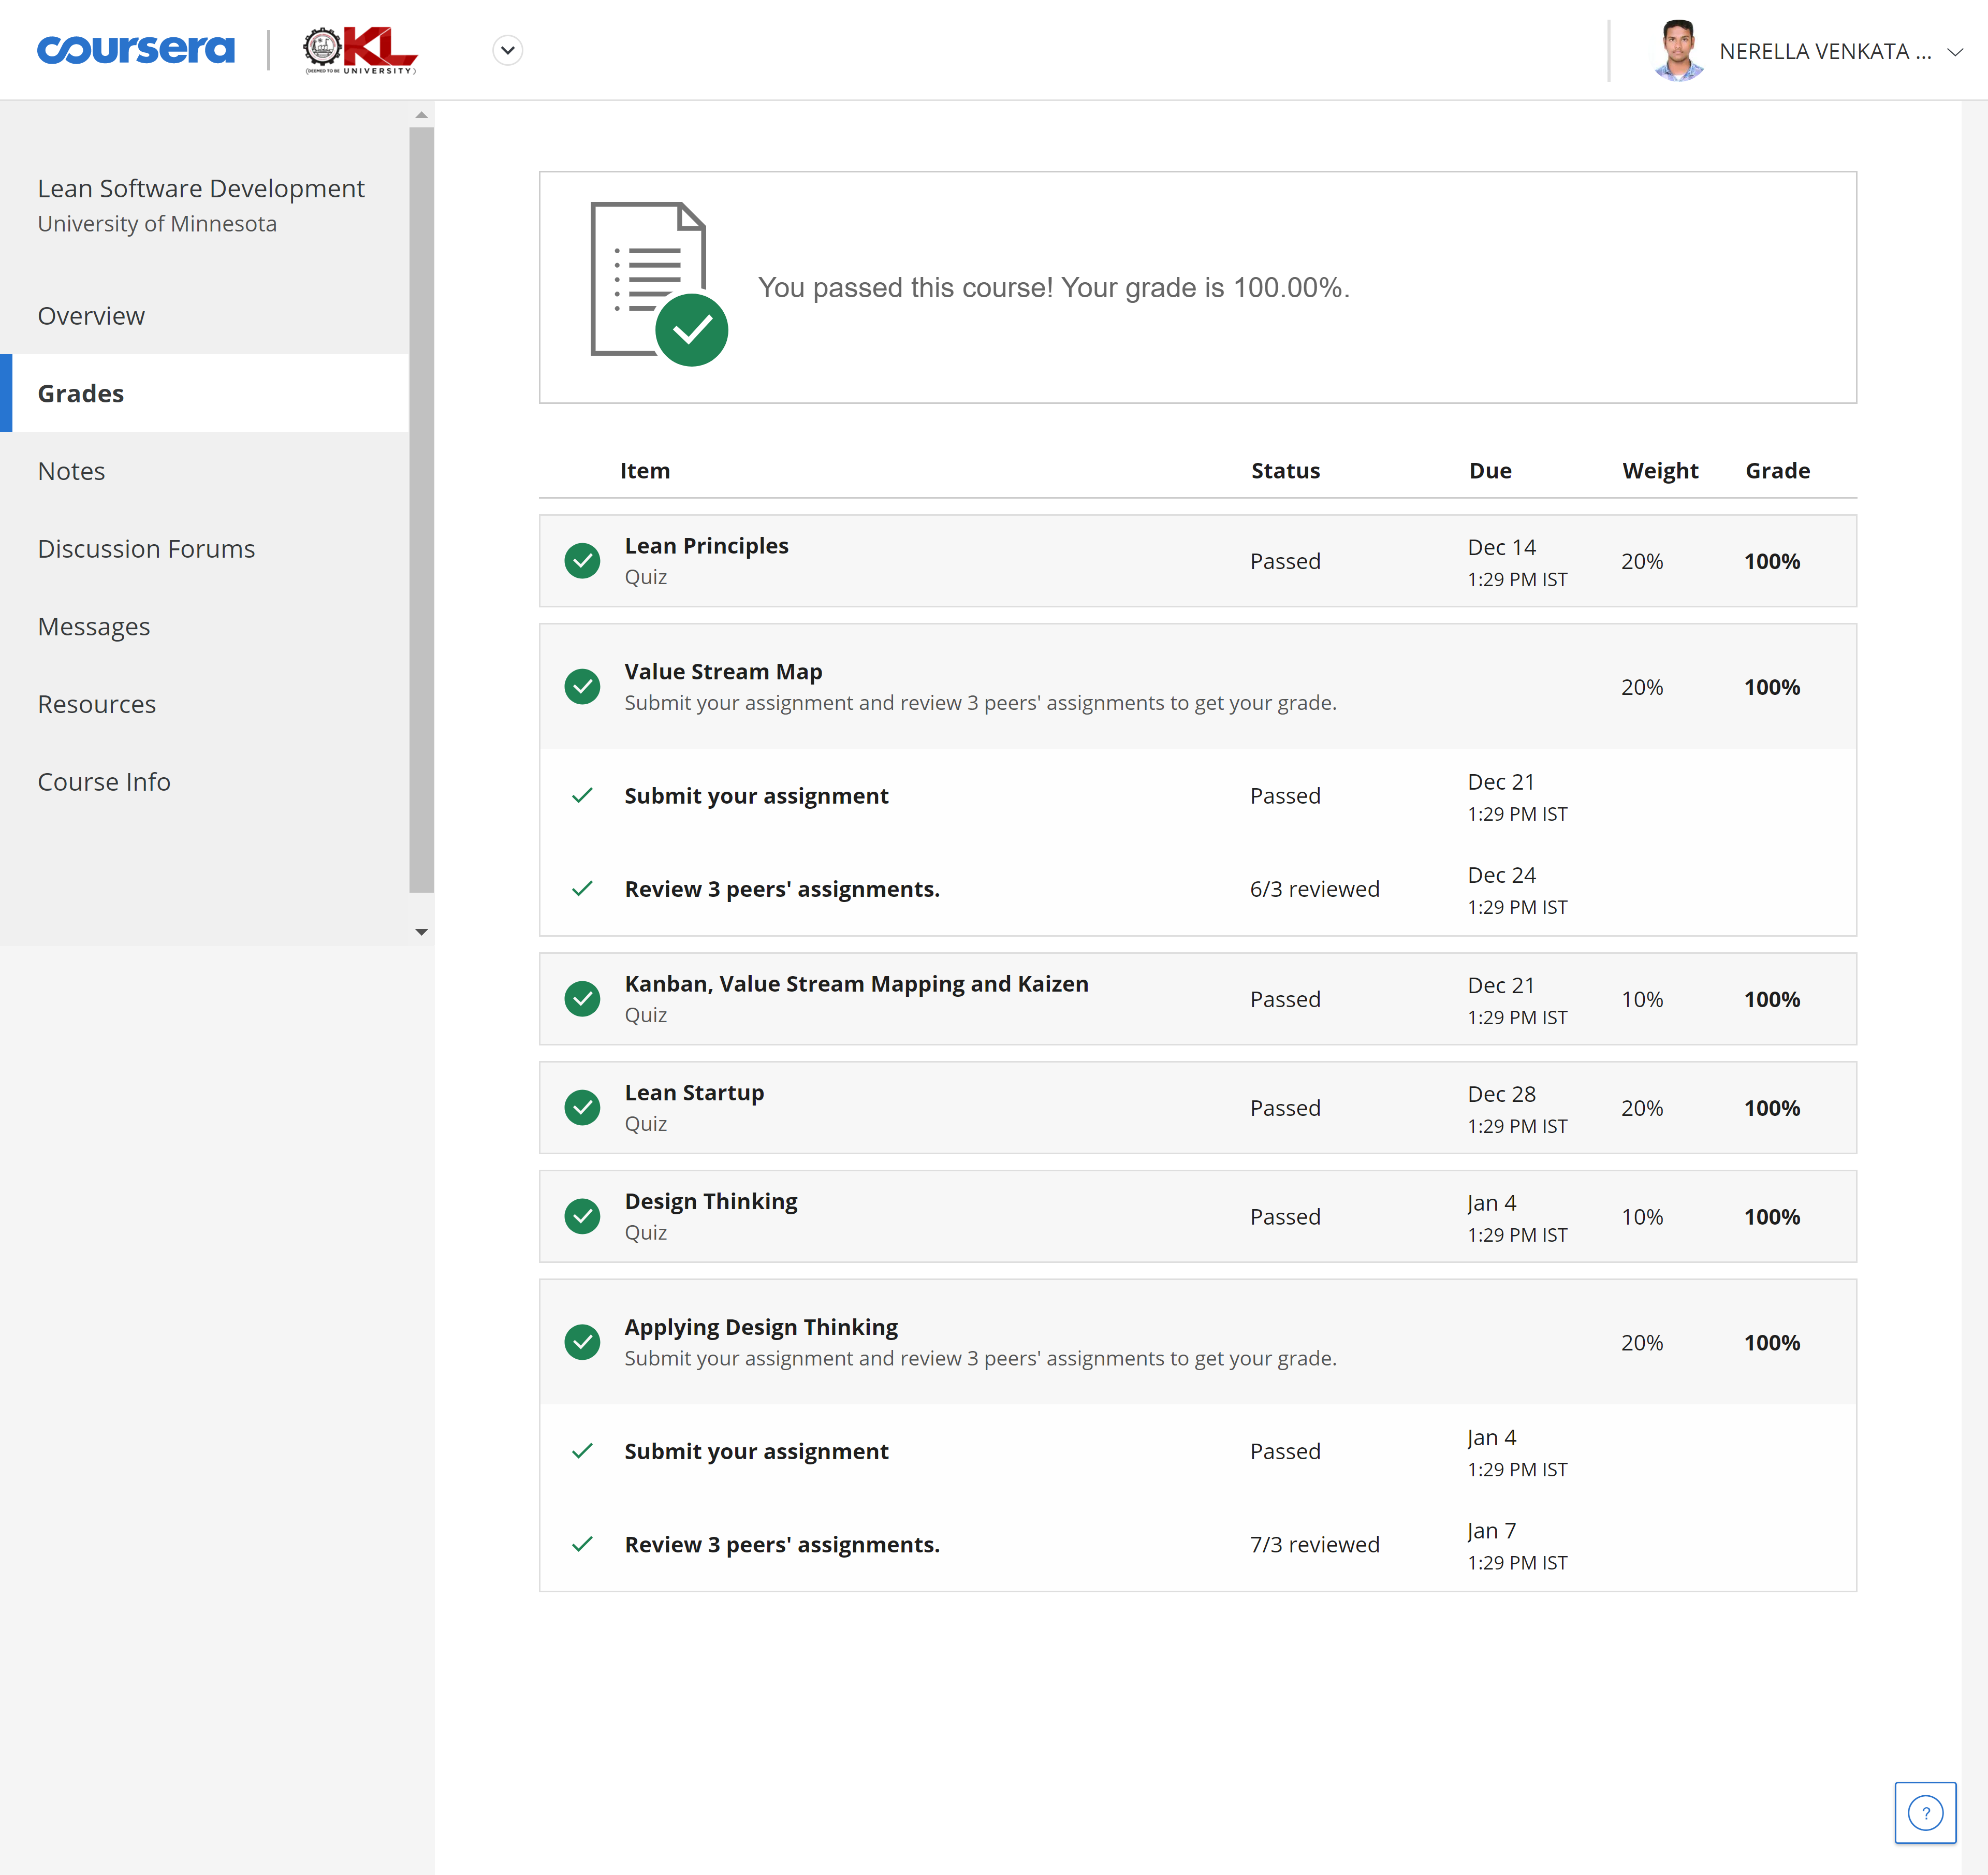 coursera
KL
(DEEMED TO BE UNIVERSITY)
NERELLA VENKATA ...
Lean Software Development
University of Minnesota
Overview
Grades
Notes
Discussion Forums
Messages
Resources
Course Info
You passed this course! Your grade is 100.00%.
Item Status Due Weight Grade
Lean Principles
Quiz
Passed
Dec 14
1:29 PM IST
20%
100%
Value Stream Map
Submit your assignment and review 3 peers' assignments to get your grade.
20%
100%
Submit your assignment
Passed
Dec 21
1:29 PM IST
Review 3 peers' assignments.
6/3 reviewed
Dec 24
1:29 PM IST
Kanban, Value Stream Mapping and Kaizen
Quiz
Passed
Dec 21
1:29 PM IST
10%
100%
Lean Startup
Quiz
Passed
Dec 28
1:29 PM IST
20%
100%
Design Thinking
Quiz
Passed
Jan 4
1:29 PM IST
10%
100%
Applying Design Thinking
Submit your assignment and review 3 peers' assignments to get your grade.
20%
100%
Submit your assignment
Passed
Jan 4
1:29 PM IST
Review 3 peers' assignments.
7/3 reviewed
Jan 7
1:29 PM IST
?